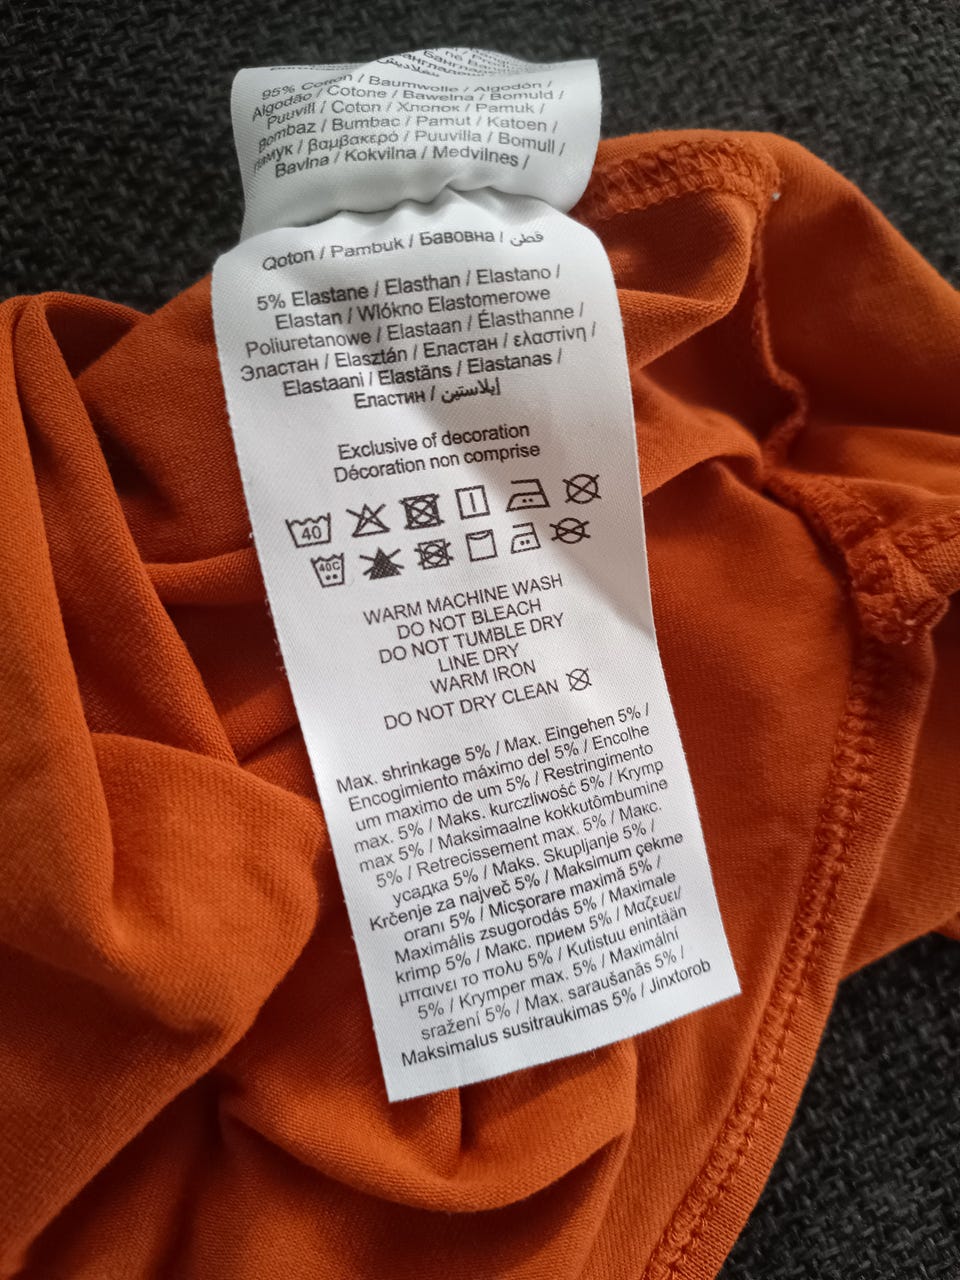 95% Cotton / Baumwolle / Algodón /
Algodão / Cotone / Bawełna / Bomuld /
Puuvill / Coton / Хлопок / Pamuk /
Bombaz / Bumbac / Pamut / Katoen /
Памук / βαμβακερό / Puuvilla / Bomull /
Bavlna / Kokvilna / Medvilnes /
Qoton / Pambuk / Бавовна / قطن
5% Elastane / Elasthan / Elastano /
Elastan / Włókno Elastomerowe
Poliuretanowe / Elastaan / Élasthanne /
Эластан / Elasztán / Еластан / ελαστίνη /
Elastaani / Elastāns / Elastanas /
Еластин / إيلاستين
Exclusive of decoration
Décoration non comprise
40
40C
WARM MACHINE WASH
DO NOT BLEACH
DO NOT TUMBLE DRY
LINE DRY
WARM IRON
DO NOT DRY CLEAN
Max. shrinkage 5% / Max. Eingehen 5% /
Encogimiento máximo del 5% / Encolhe
um maximo de um 5% / Restringimento
max. 5% / Maks. kurczliwość 5% / Krymp
max 5% / Maksimaalne kokkutõmbumine
5% / Retrecissement max. 5% / Макс.
усадка 5% / Maks. Skupljanje 5% /
Krčenje za največ 5% / Maksimum çekme
oranı 5% / Micşorare maximă 5% /
Maximális zsugorodás 5% / Maximale
krimp 5% / Макс. прием 5% / Μαζευει/
μπαινει το πολυ 5% / Kutistuu enintään
5% / Krymper max. 5% / Maximální
sražení 5% / Max. saraušanās 5% /
Maksimalus susitraukimas 5% / Jinxtorob